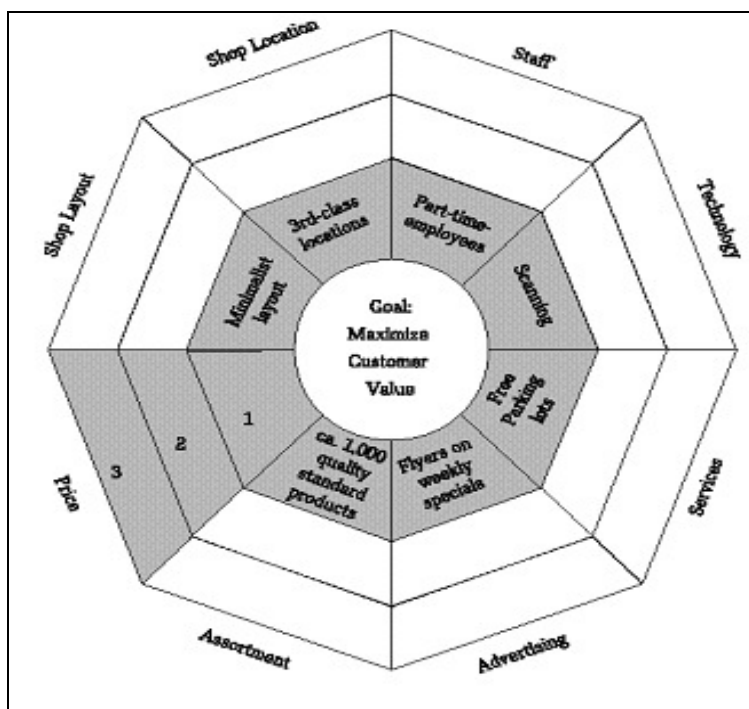 Shop Location
Staff
Shop Layout
Technology
3rd-class
locations
Part-time-
employees
Minimalist
layout
Scanning
Goal:
Maximize
Customer
Value
Free
Parking
lots
1
2
3
ca. 1,000
quality
standard
products
Flyers on
weekly
specials
Price
Services
Assortment
Advertising